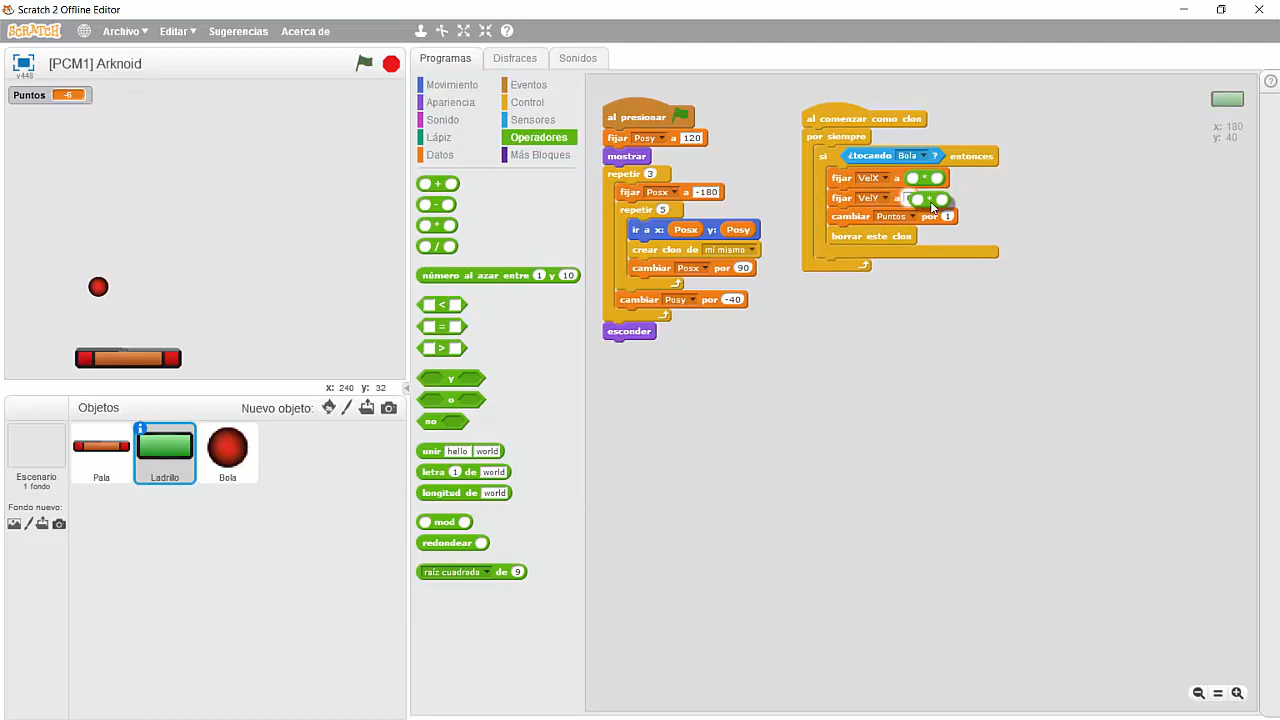 Scratch 2 Offline Editor
SCRATCH Archivo Editar Sugerencias Acerca de
v448
[PCM1] Arknoid
Puntos -6
x: 240 y: 32
Objetos
Nuevo objeto:
Escenario
1 fondo
Fondo nuevo:
Pala
Ladrillo
Bola
Programas Disfraces Sonidos
Movimiento Eventos
Apariencia Control
Sonido Sensores
Lápiz Operadores
Datos Más Bloques
+
-
*
/
número al azar entre 1 y 10
<
=
>
y
o
no
unir hello world
letra 1 de world
longitud de world
mod
redondear
raíz cuadrada de 9
al presionar
fijar Posy a 120
mostrar
repetir 3
fijar Posx a -180
repetir 5
ir a x: Posx y: Posy
crear clon de mí mismo
cambiar Posx por 90
cambiar Posy por -40
esconder
al comenzar como clon
por siempre
si ¿tocando Bola ? entonces
fijar VelX a *
fijar VelY a *
cambiar Puntos por 1
borrar este clon
x: 180
y: 40